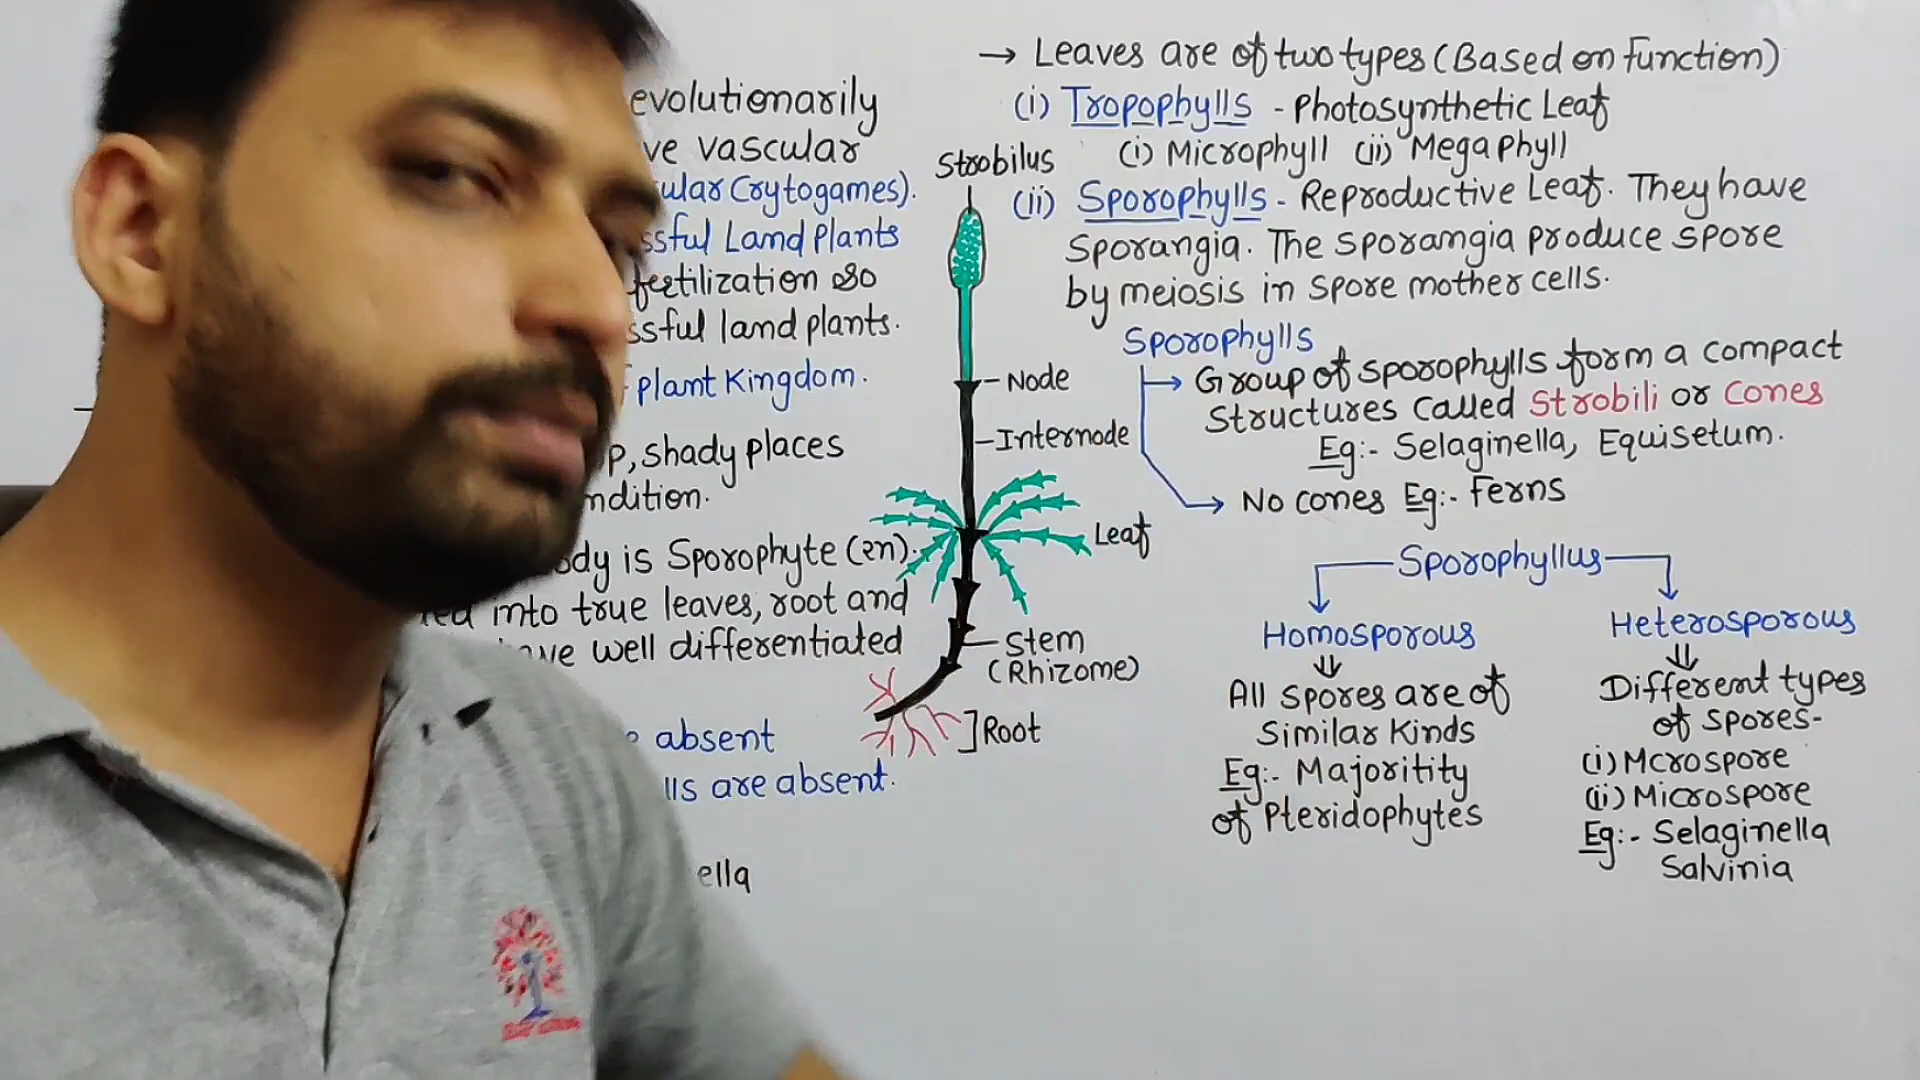 evolutionarily
ve vascular
ular Crytogames).
ssful Land Plants
fertilization oso
ssful land plants.
plant Kingdom.
p, shady places
ndition.
ody is Sporophyte (2n).
into true leaves, root and
ave well differentiated
absent
lls are absent.
ella
Strobilus
Node
Internode
Leaf
Stem
(Rhizome)
Root
→ Leaves are of two types (Based on function)
(i) Tropophylls - Photosynthetic Leaf
(i) Microphyll (ii) Megaphyll
(ii) Sporophylls - Reproductive Leaf. They have
Sporangia. The sporangia produce spore
by meiosis in spore mother cells.
Sporophylls
→ Group of sporophylls form a compact
Structures called Strobili or Cones
Eg:- Selaginella, Equisetum.
→ No cones Eg:- Ferns
Sporophyllus
Homosporous
All spores are of
Similar Kinds
Eg:- Majoritity
of Pteridophytes
Heterosporous
Different types
of spores-
(i) Mcrospore
(ii) Microspore
Eg:- Selaginella
Salvinia